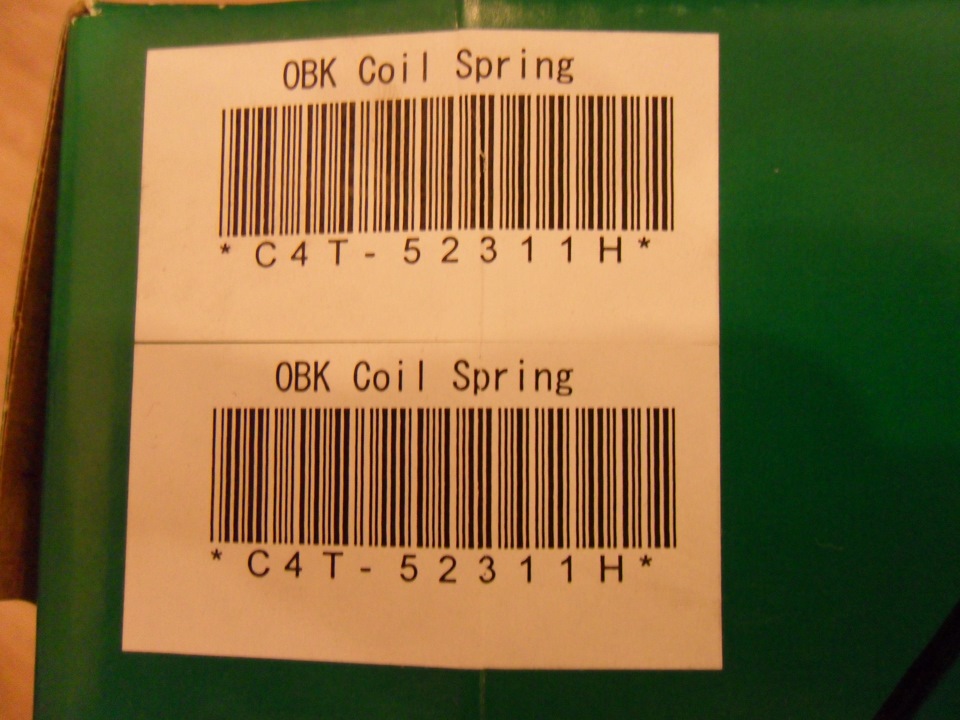 OBK Coil Spring
*C4T-52311H*
OBK Coil Spring
*C4T-52311H*